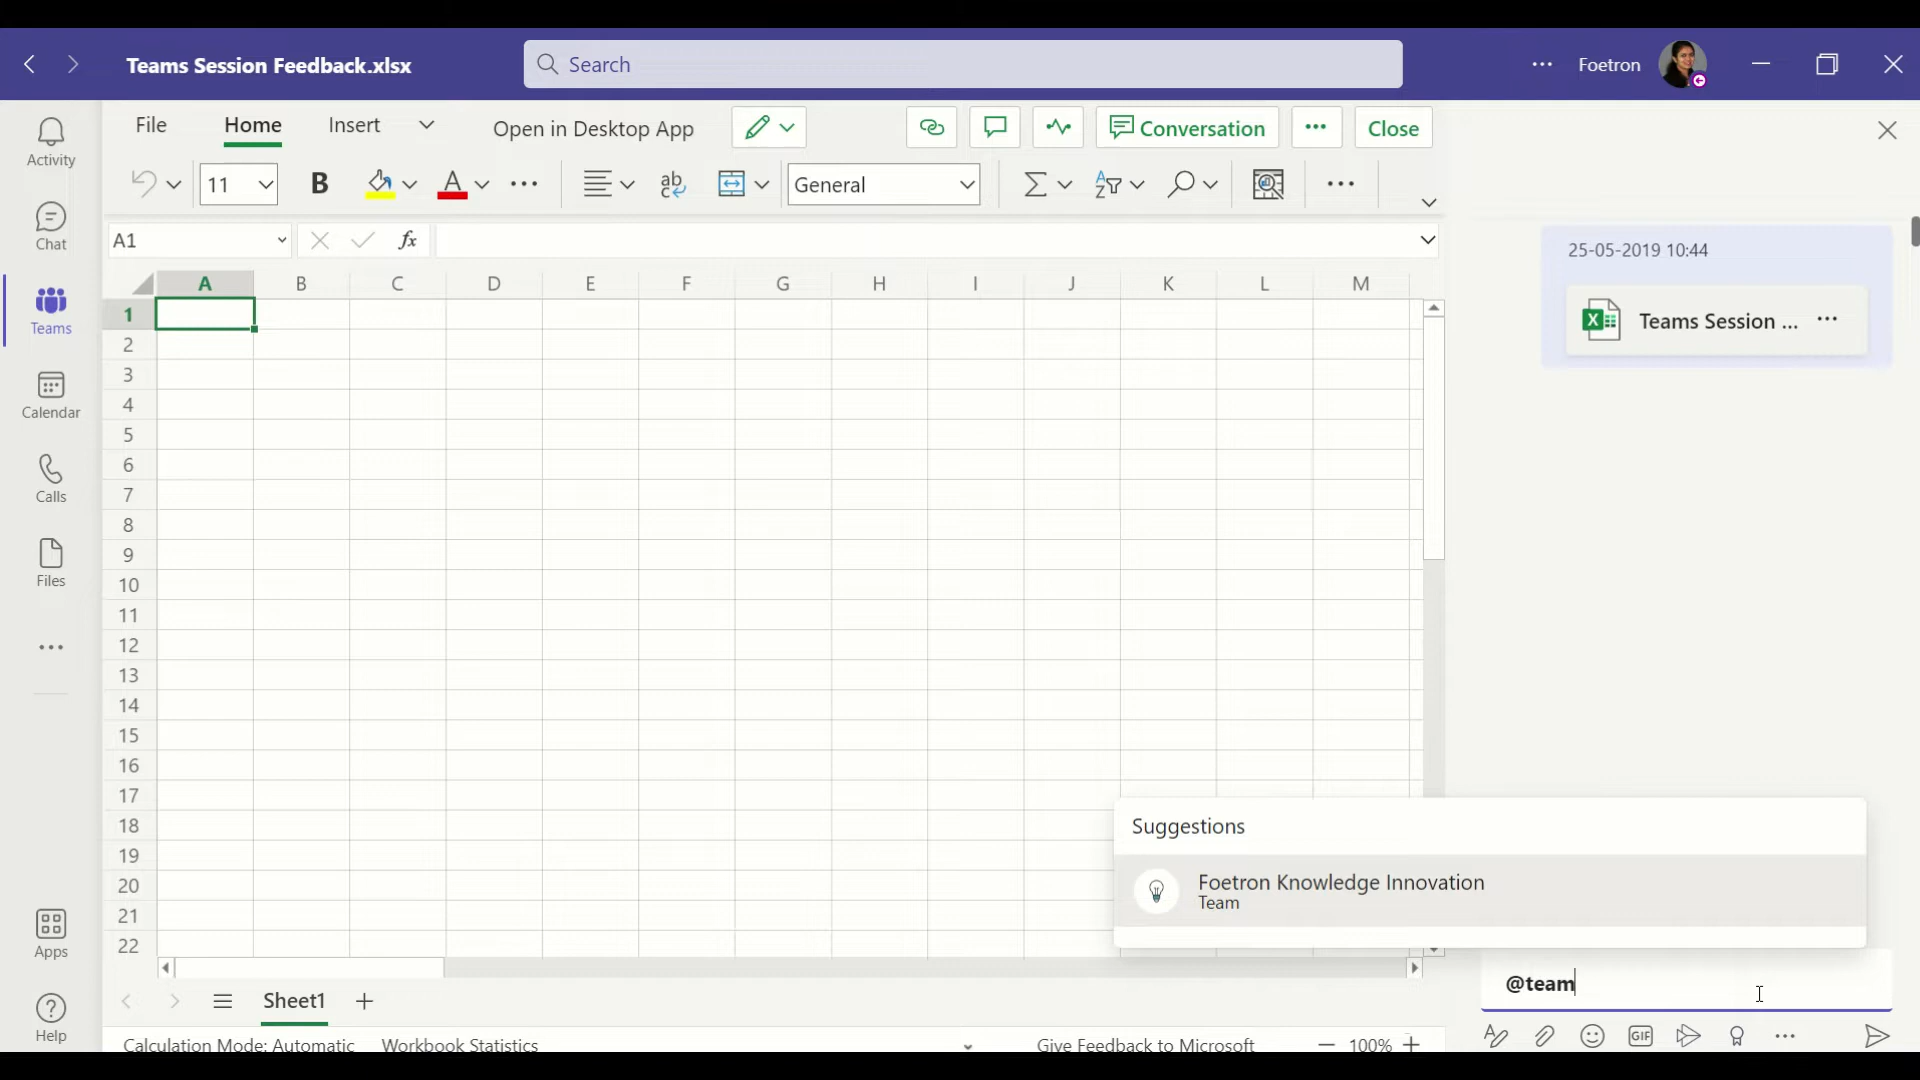 Teams Session Feedback.xlsx
Search
Foetron
File
Home
Insert
Open in Desktop App
Conversation
Close
11
B
A
ab
General
A1
fx
A B C D E F G H I J K L M
1
2
3
4
5
6
7
8
9
10
11
12
13
14
15
16
17
18
19
20
21
22
Sheet1
Calculation Mode: Automatic
Workbook Statistics
Give Feedback to Microsoft
100%
Activity
Chat
Teams
Calendar
Calls
Files
Apps
Help
25-05-2019 10:44
Teams Session ...
Suggestions
Foetron Knowledge Innovation
Team
@team
GIF